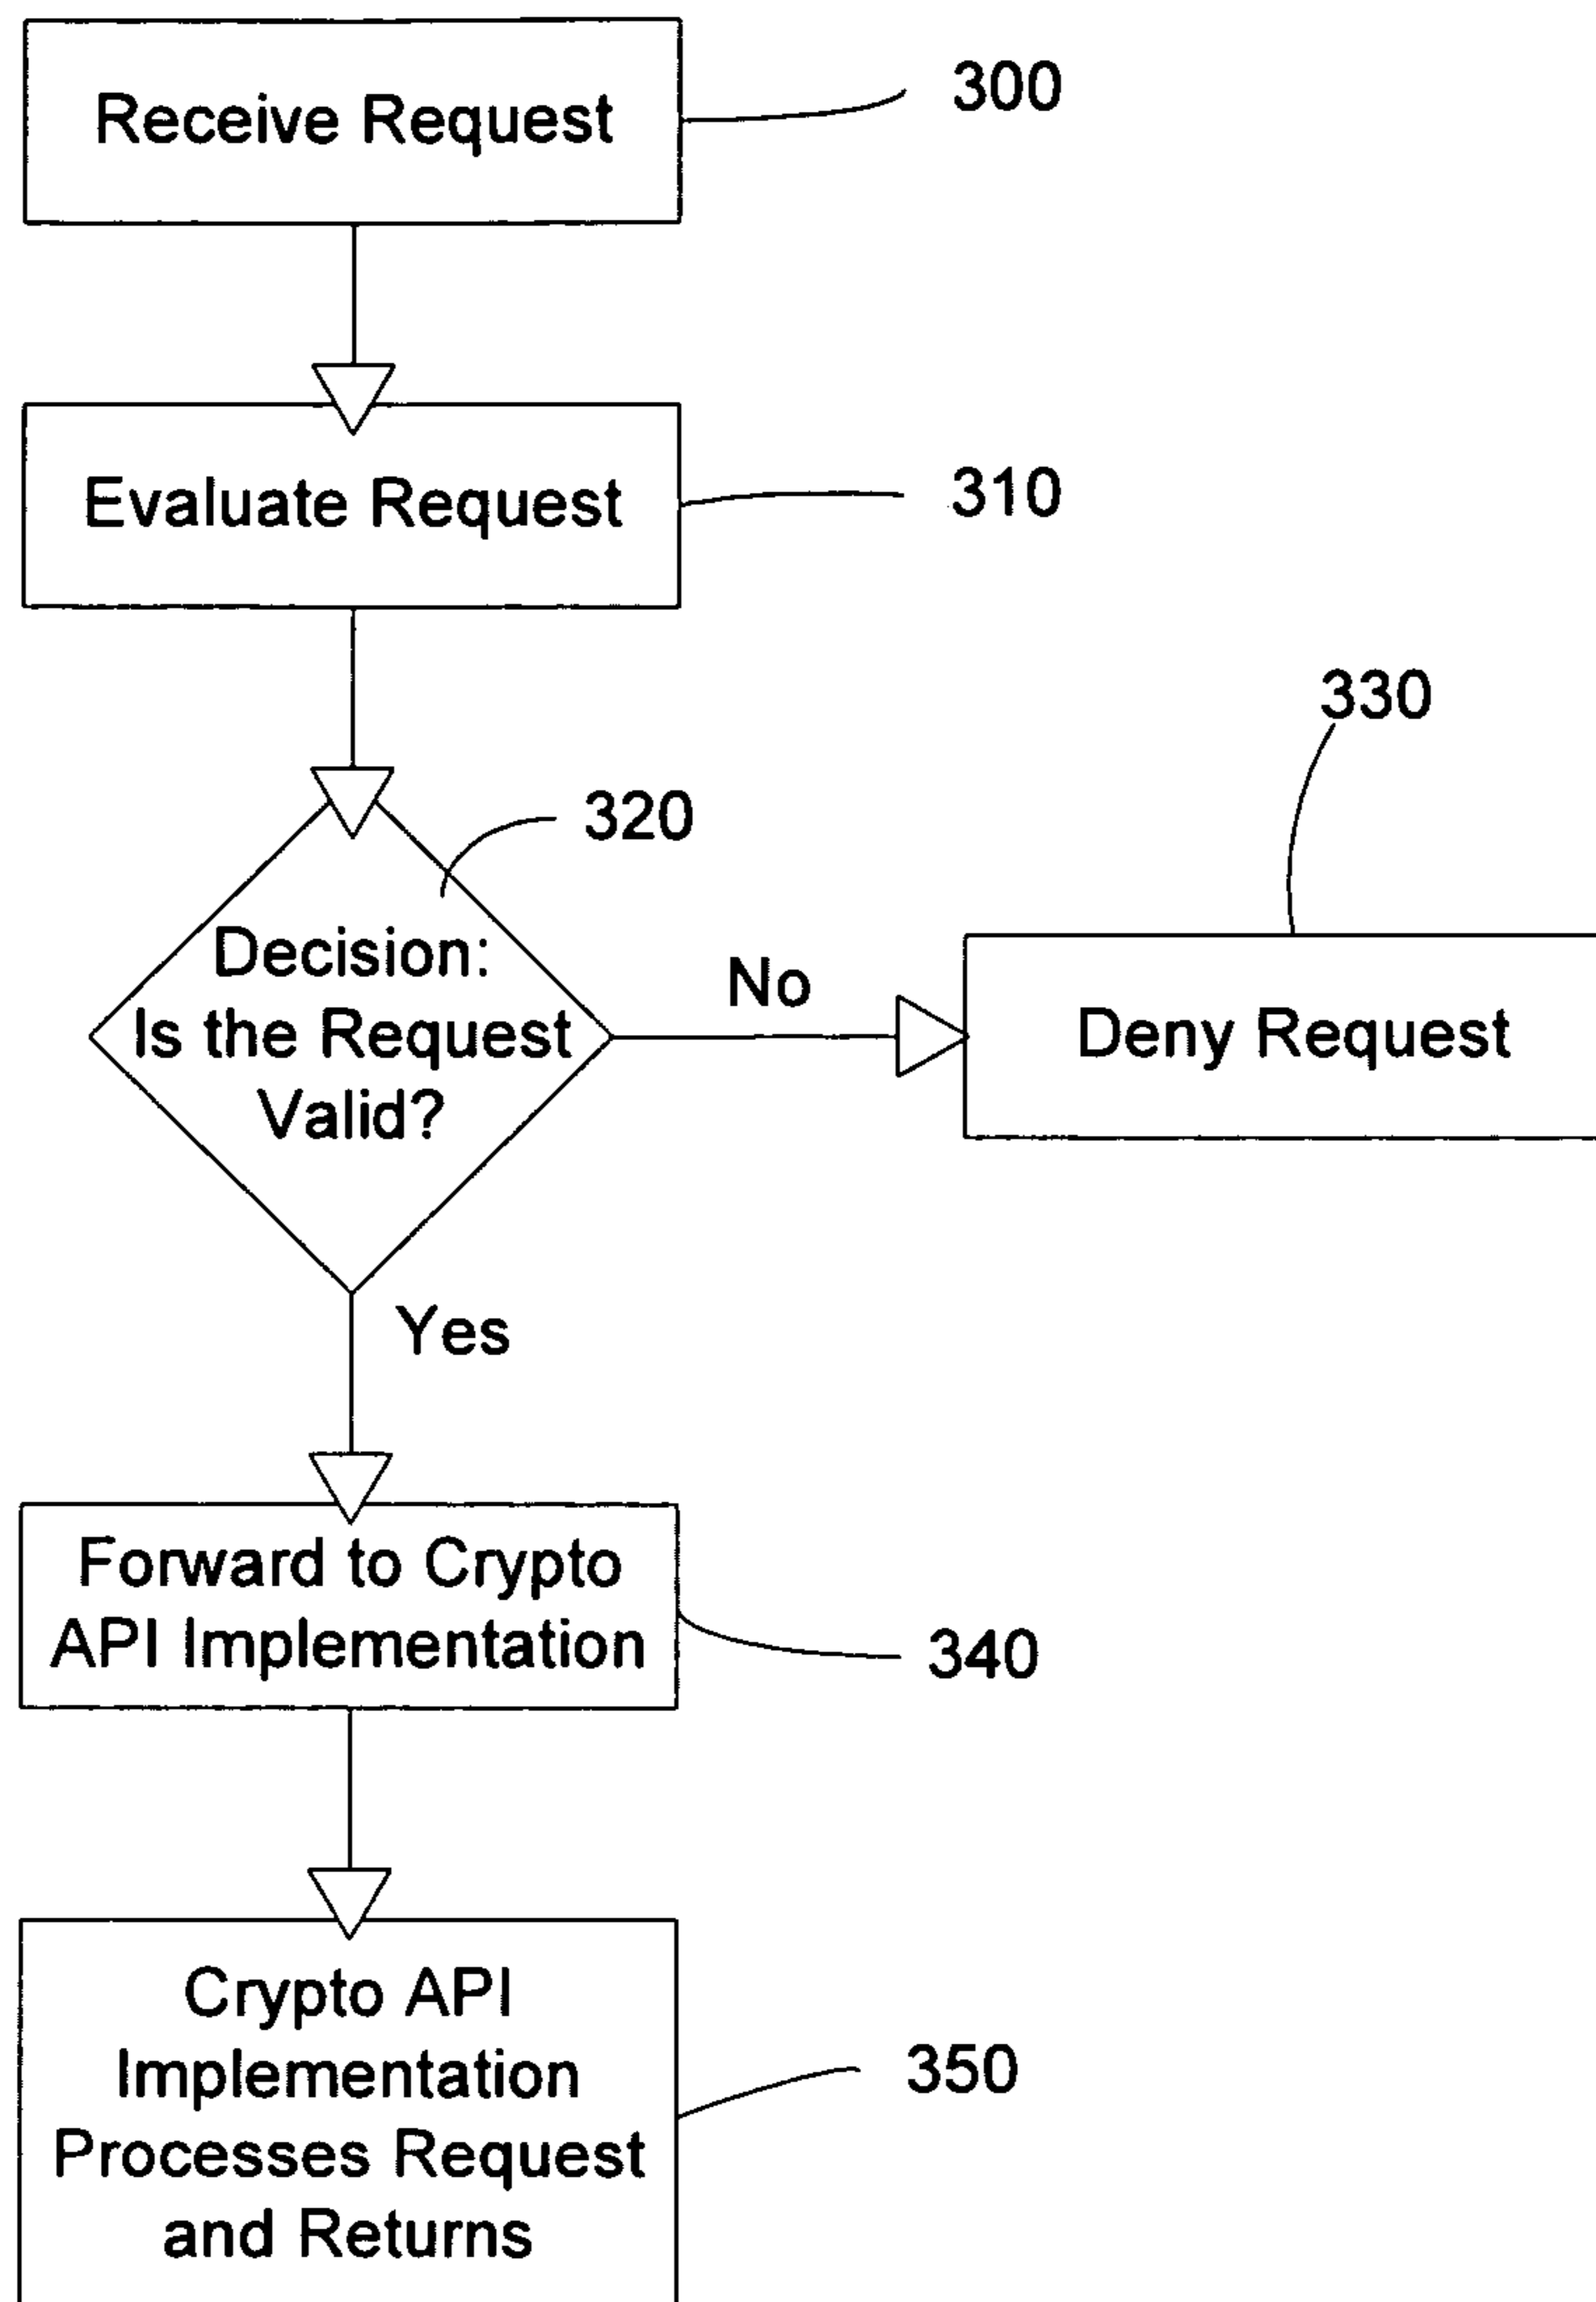 Receive Request
300
Evaluate Request
310
330
320
Decision:
Is the Request
Valid?
No
Deny Request
Yes
Forward to Crypto
API Implementation
340
Crypto API
Implementation
Processes Request
and Returns
350